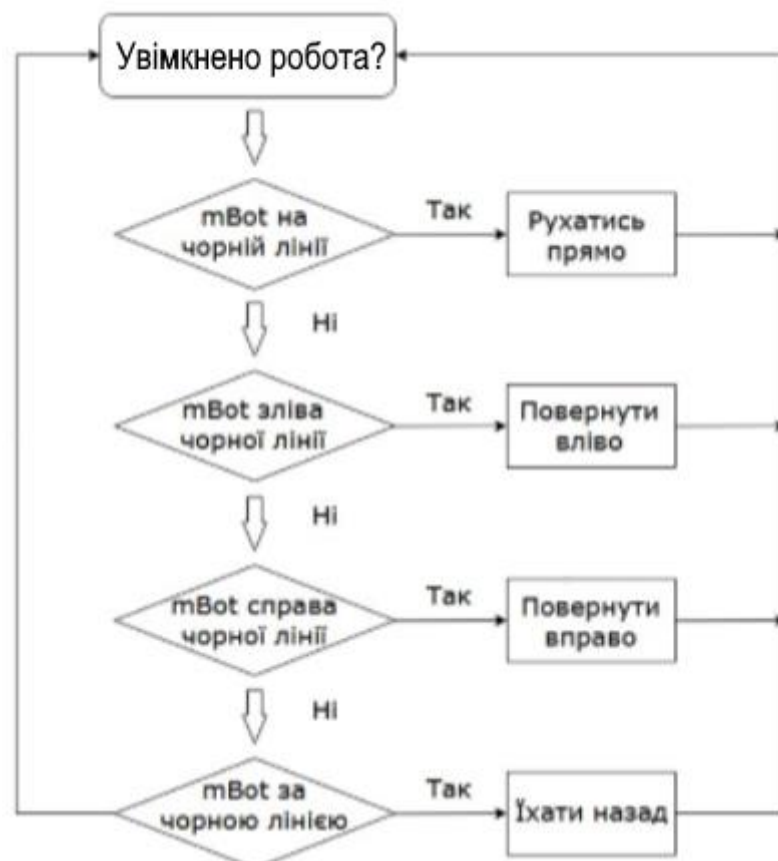 Увімкнено робота?
mBot на
чорній лінії
Так
Рухатись
прямо
Ні
mBot зліва
чорної лінії
Так
Повернути
вліво
Ні
mBot справа
чорної лінії
Так
Повернути
вправо
Ні
mBot за
чорною лінією
Так
Їхати назад